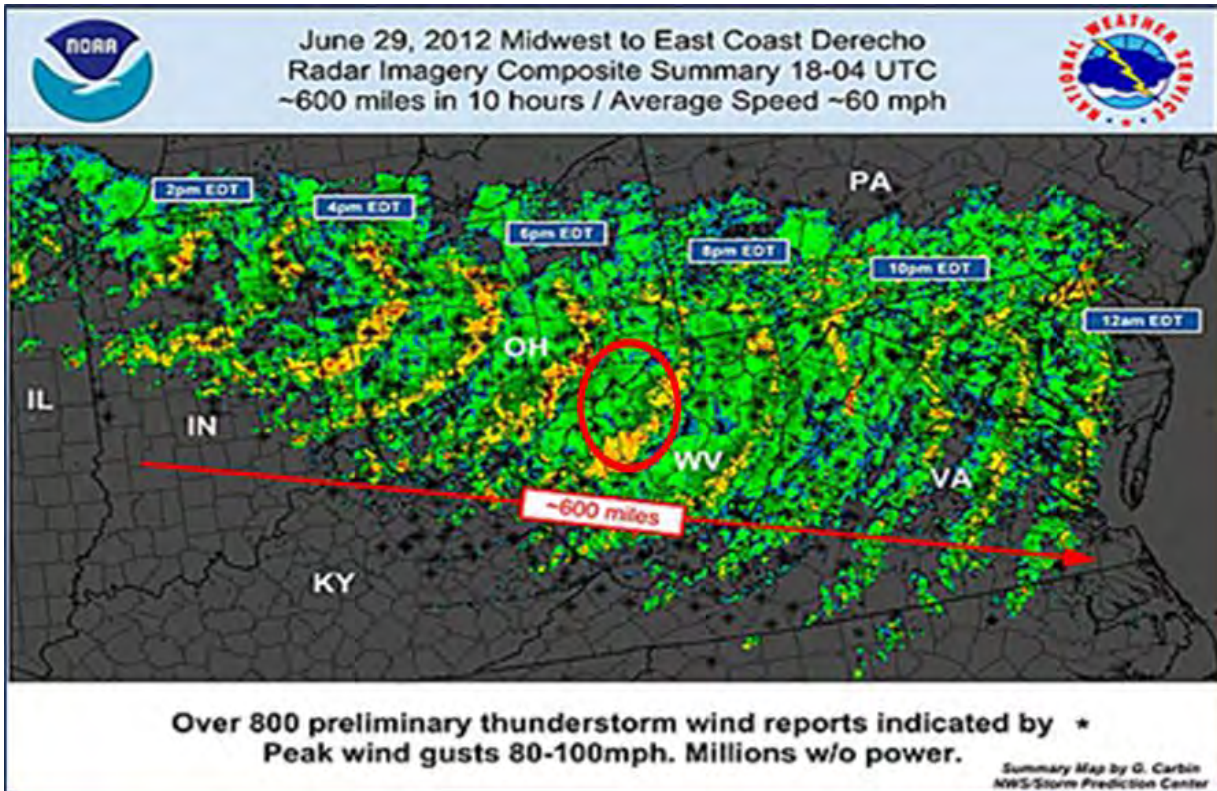 NOAA
June 29, 2012 Midwest to East Coast Derecho
Radar Imagery Composite Summary 18-04 UTC
~600 miles in 10 hours / Average Speed ~60 mph
NATIONAL WEATHER SERVICE
PA
2pm EDT
4pm EDT
6pm EDT
8pm EDT
10pm EDT
12am EDT
OH
IL
IN
WV
VA
~600 miles
KY
Over 800 preliminary thunderstorm wind reports indicated by *
Peak wind gusts 80-100mph. Millions w/o power.
Summary Map by G. Carbin
NWS/Storm Prediction Center